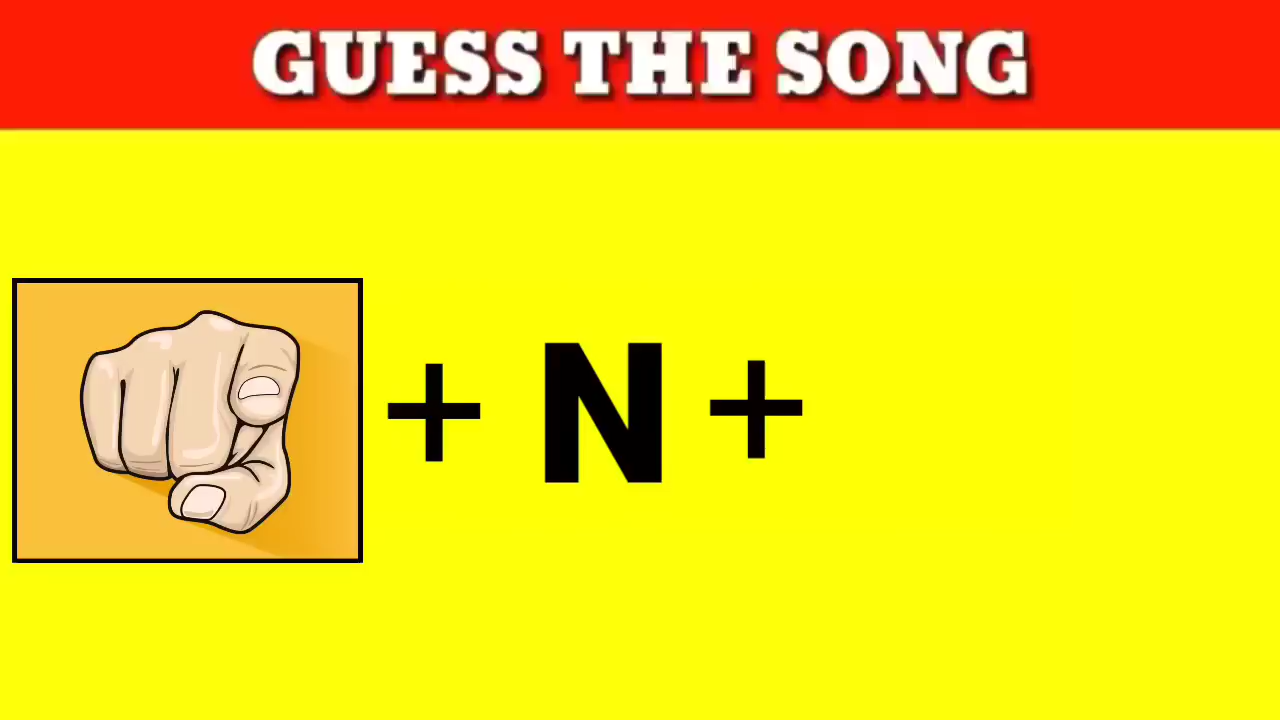 GUESS THE SONG
+ N +